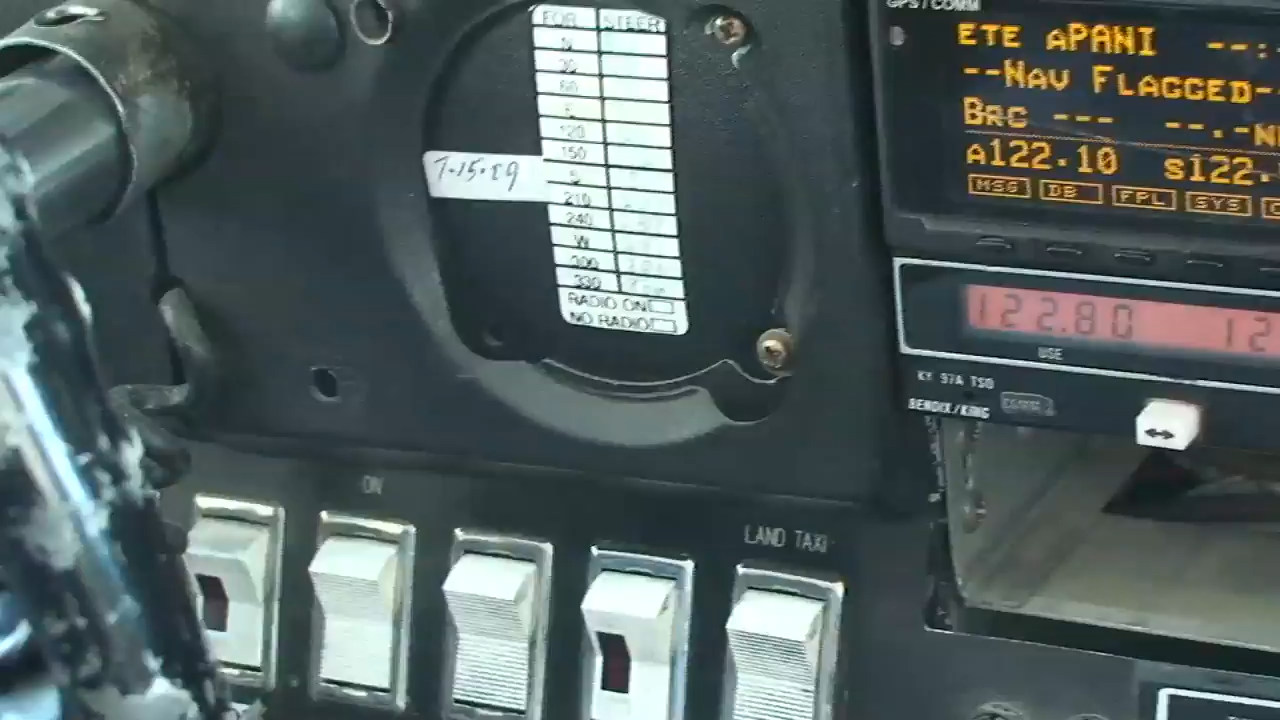 GPS/COMM
ETE aPANI --:
--NAV FLAGGED-
BRG --- --.-N
A122.10 S122.
MSG DB FPL SYS
FOR STEER
N
30
60
E
120
150
7-15-89
S
210
240
W
300
330
RADIO ON
NO RADIO
122.80 12
USE
KY 97A TSO
BENDIX/KING
↔
ON
LAND TAXI